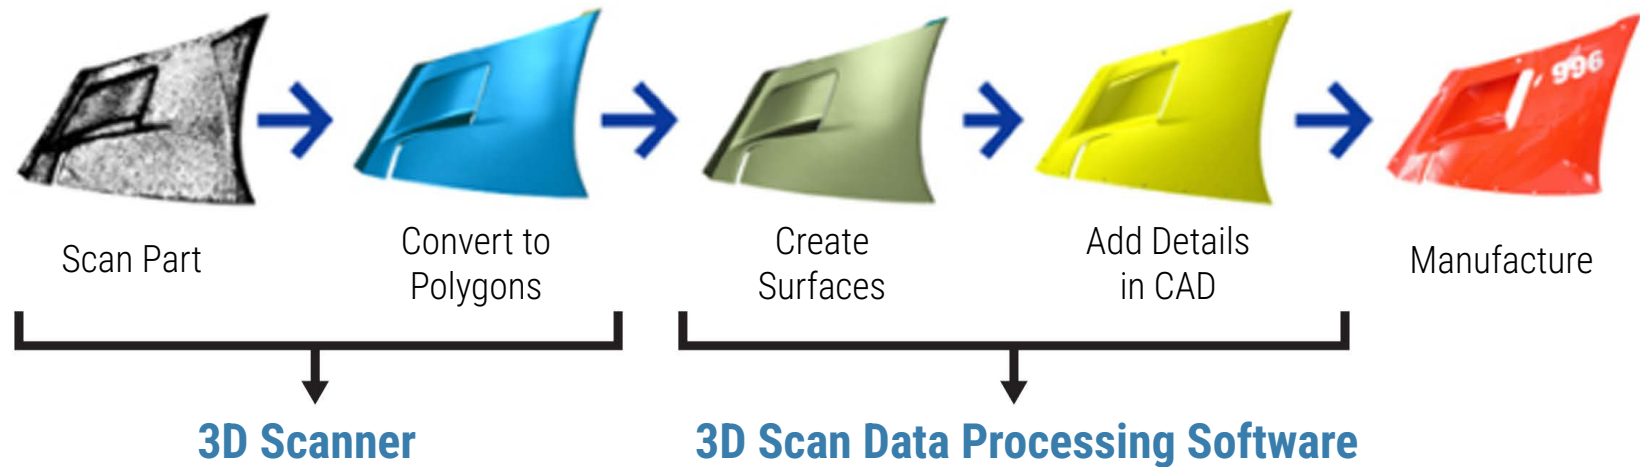 996
Scan Part
Convert to
Polygons
Create
Surfaces
Add Details
in CAD
Manufacture
3D Scanner
3D Scan Data Processing Software